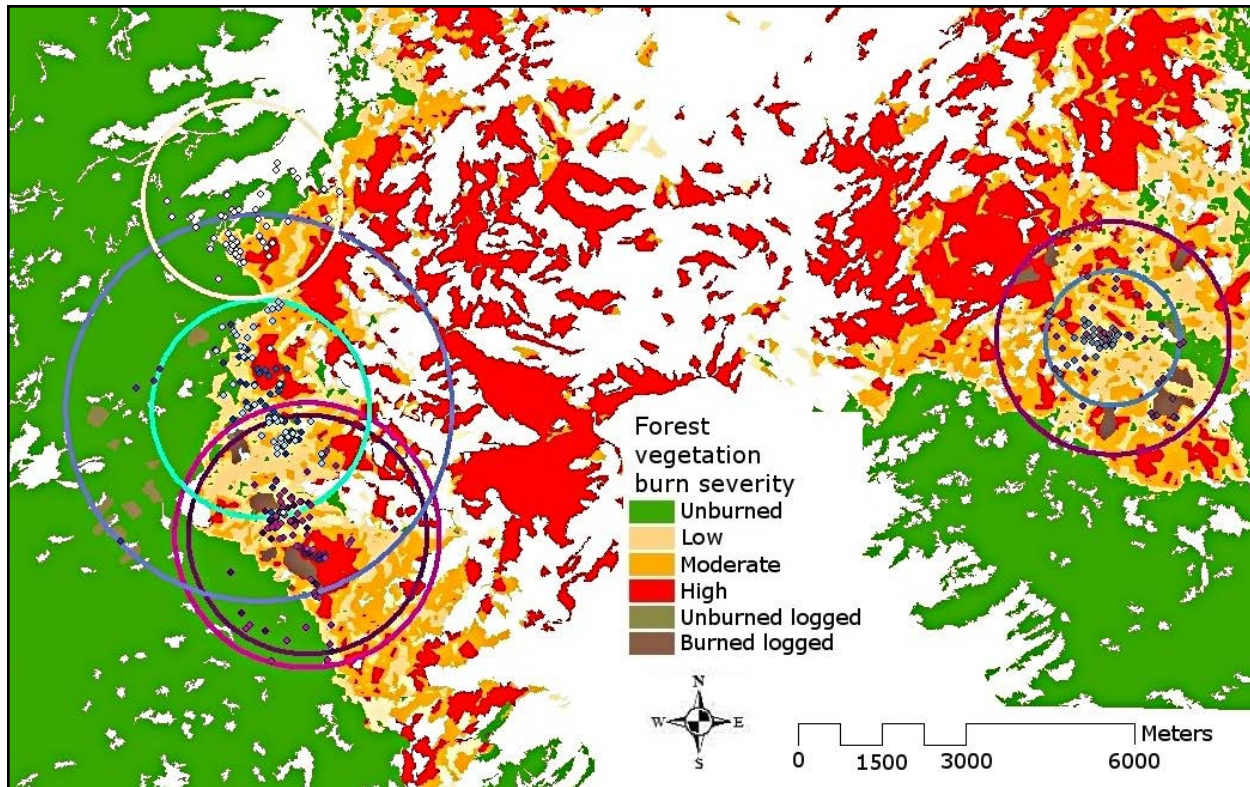 Forest
vegetation
burn severity
Unburned
Low
Moderate
High
Unburned logged
Burned logged
N
W E
S
Meters
0 1500 3000 6000